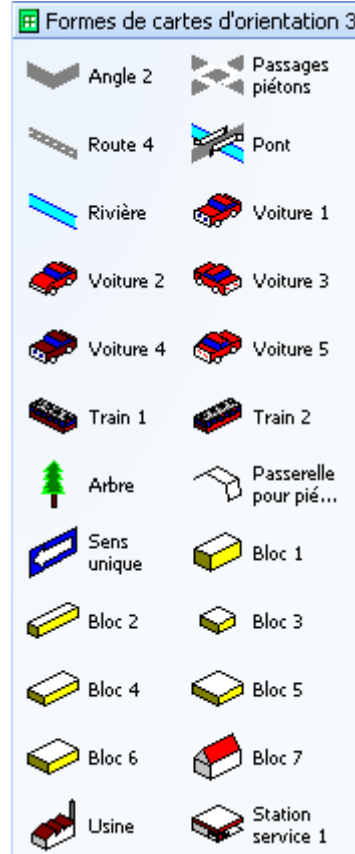 Formes de cartes d'orientation 3
Angle 2
Passages
piétons
Route 4
Pont
Rivière
Voiture 1
Voiture 2
Voiture 3
Voiture 4
Voiture 5
Train 1
Train 2
Arbre
Passerelle
pour pié...
Sens
unique
Bloc 1
Bloc 2
Bloc 3
Bloc 4
Bloc 5
Bloc 6
Bloc 7
Usine
Station
service 1